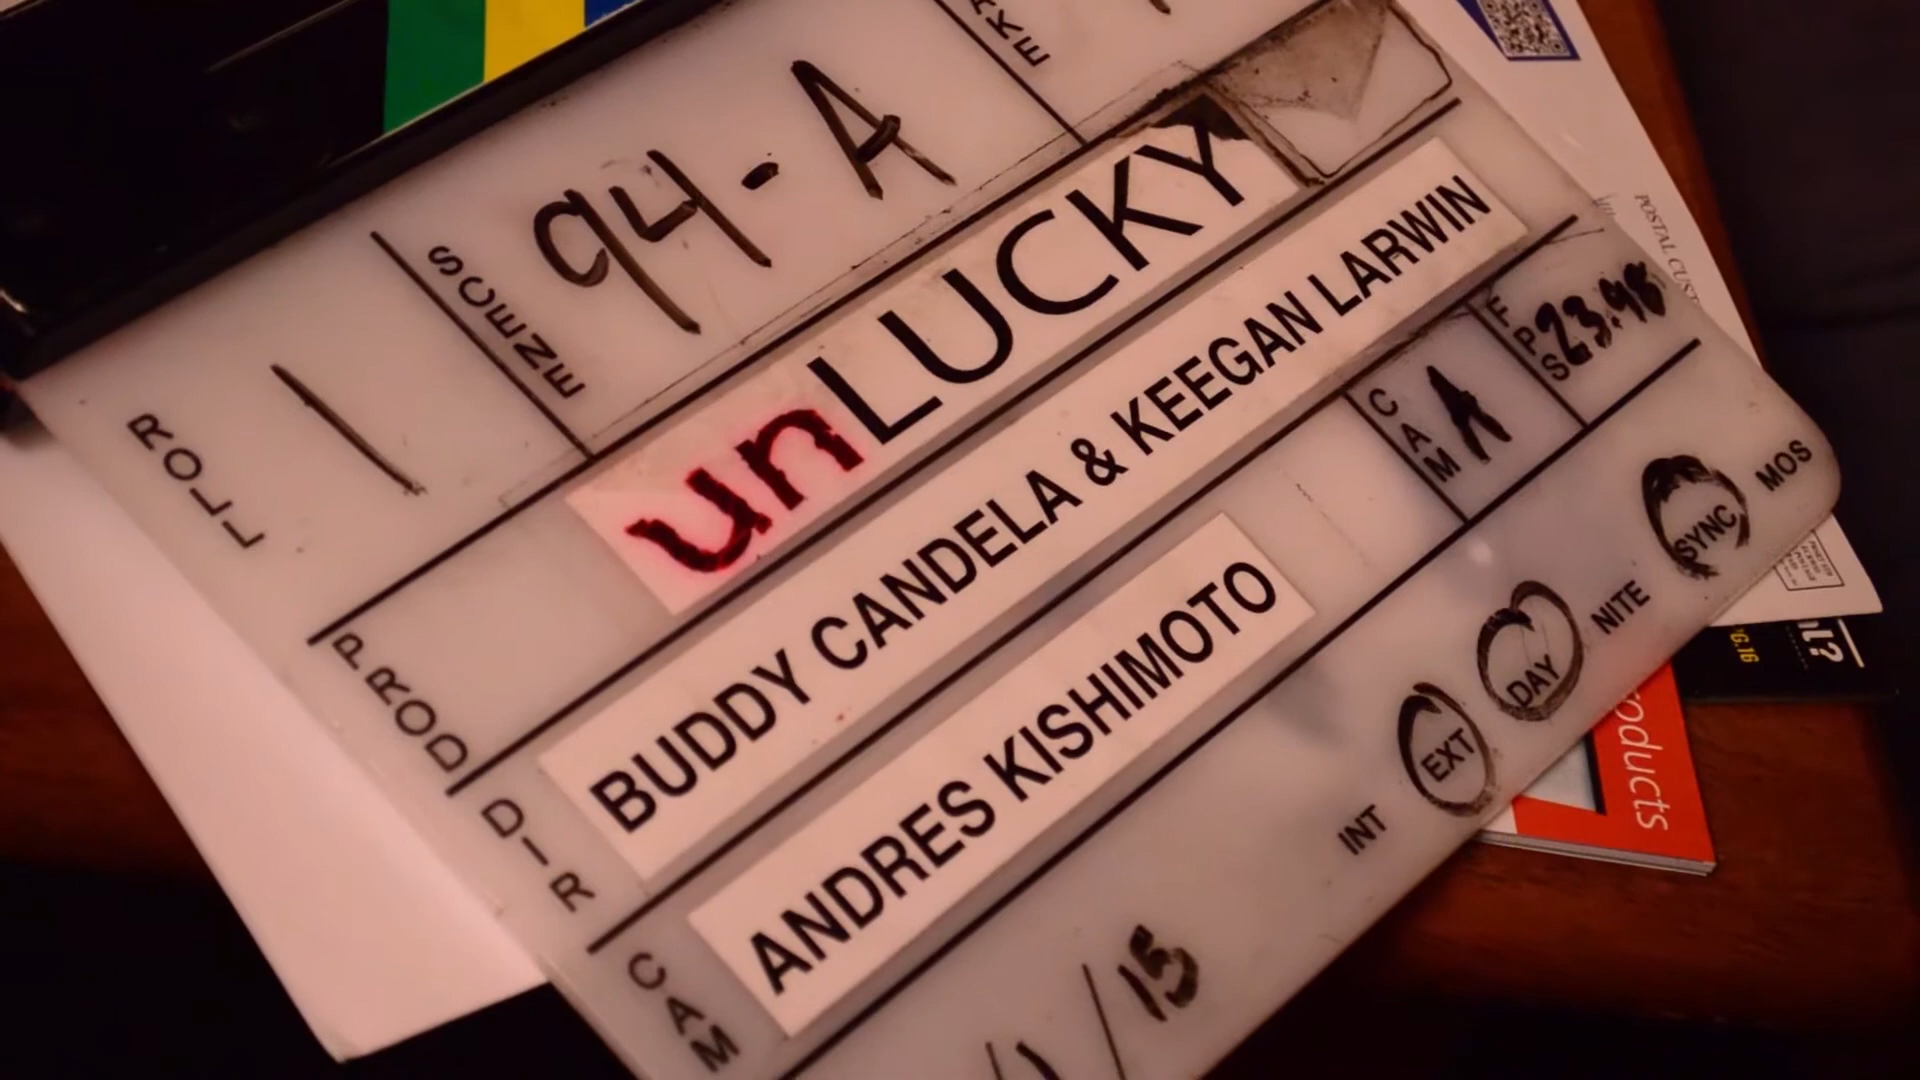 ROLL 1
SCENE 94-A
PROD unLUCKY
DIR BUDDY CANDELA & KEEGAN LARWIN
CAM ANDRES KISHIMOTO
CAM A
FPS 23.98
INT EXT DAY NITE SYNC MOS
/15
POSTAL
oducts